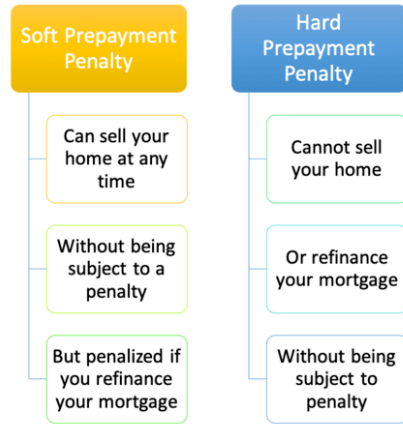 Soft Prepayment
Penalty
Can sell your
home at any
time
Without being
subject to a
penalty
But penalized if
you refinance
your mortgage
Hard
Prepayment
Penalty
Cannot sell
your home
Or refinance
your mortgage
Without being
subject to
penalty